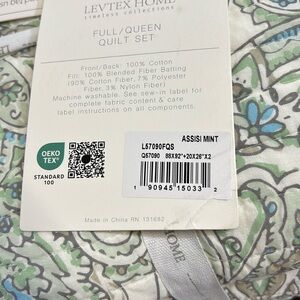 LEVTEX HOME
timeless collections
FULL/QUEEN
QUILT SET
Front/Back: 100% Cotton
Fill: 100% Blended Fiber Batting
(90% Cotton Fiber, 7% Polyester
Fiber, 3% Nylon Fiber)
Machine washable. See sew-in label for
complete fabric content & care
label instructions on all components.
ASSISI MINT
L57090FQS
Q57090 88X92"+20X26"X2
1 90945 15033 2
OEKO
TEX®
STANDARD
100
Made in China RN 131682
HOME